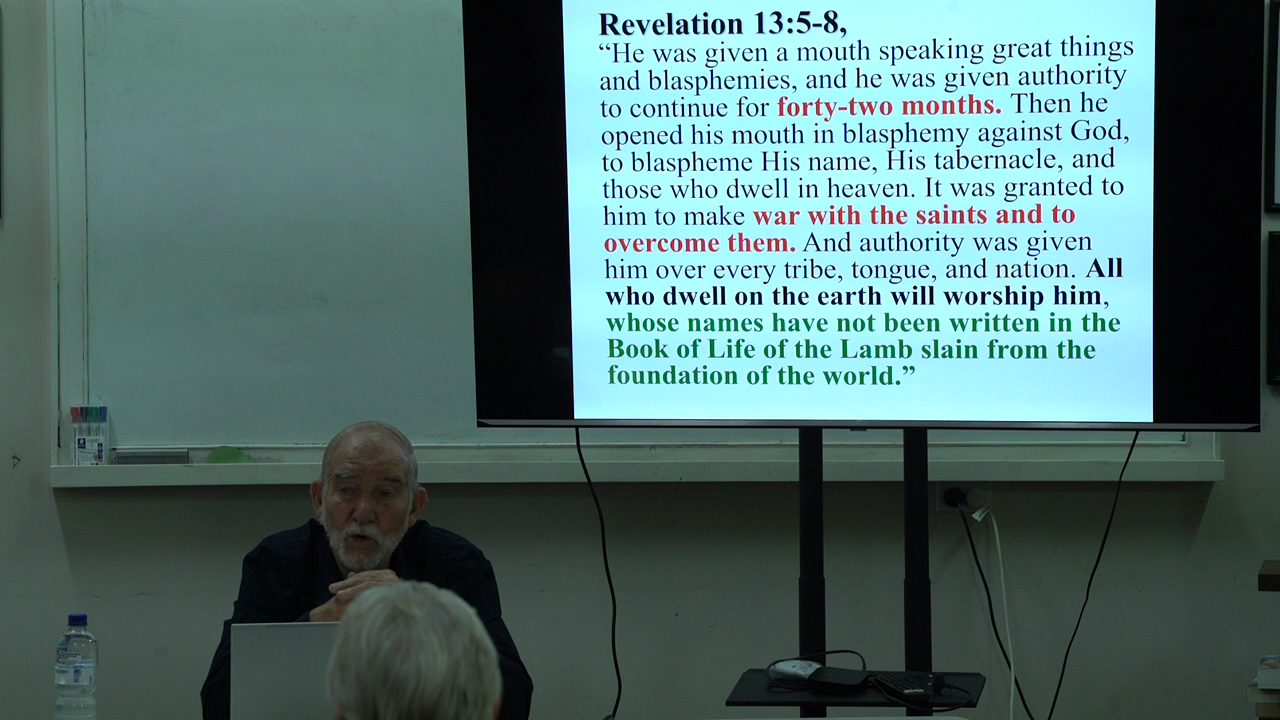 Revelation 13:5-8,
“He was given a mouth speaking great things
and blasphemies, and he was given authority
to continue for forty-two months. Then he
opened his mouth in blasphemy against God,
to blaspheme His name, His tabernacle, and
those who dwell in heaven. It was granted to
him to make war with the saints and to
overcome them. And authority was given
him over every tribe, tongue, and nation. All
who dwell on the earth will worship him,
whose names have not been written in the
Book of Life of the Lamb slain from the
foundation of the world.”